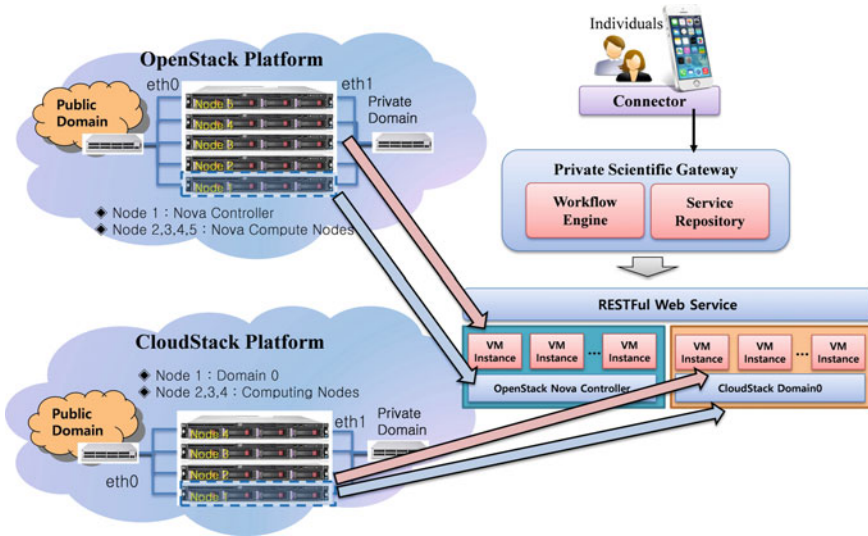 OpenStack Platform
eth0
eth1
Public
Domain
Private
Domain
Node 5
Node 4
Node 3
Node 2
Node 1
◆ Node 1 : Nova Controller
◆ Node 2,3,4,5 : Nova Compute Nodes
Individuals
Connector
Private Scientific Gateway
Workflow
Engine
Service
Repository
RESTFul Web Service
VM
Instance
VM
Instance
...
VM
Instance
VM
Instance
VM
Instance
...
VM
Instance
OpenStack Nova Controller
CloudStack Domain0
CloudStack Platform
◆ Node 1 : Domain 0
◆ Node 2,3,4 : Computing Nodes
Public
Domain
eth0
eth1
Private
Domain
Node 4
Node 3
Node 2
Node 1